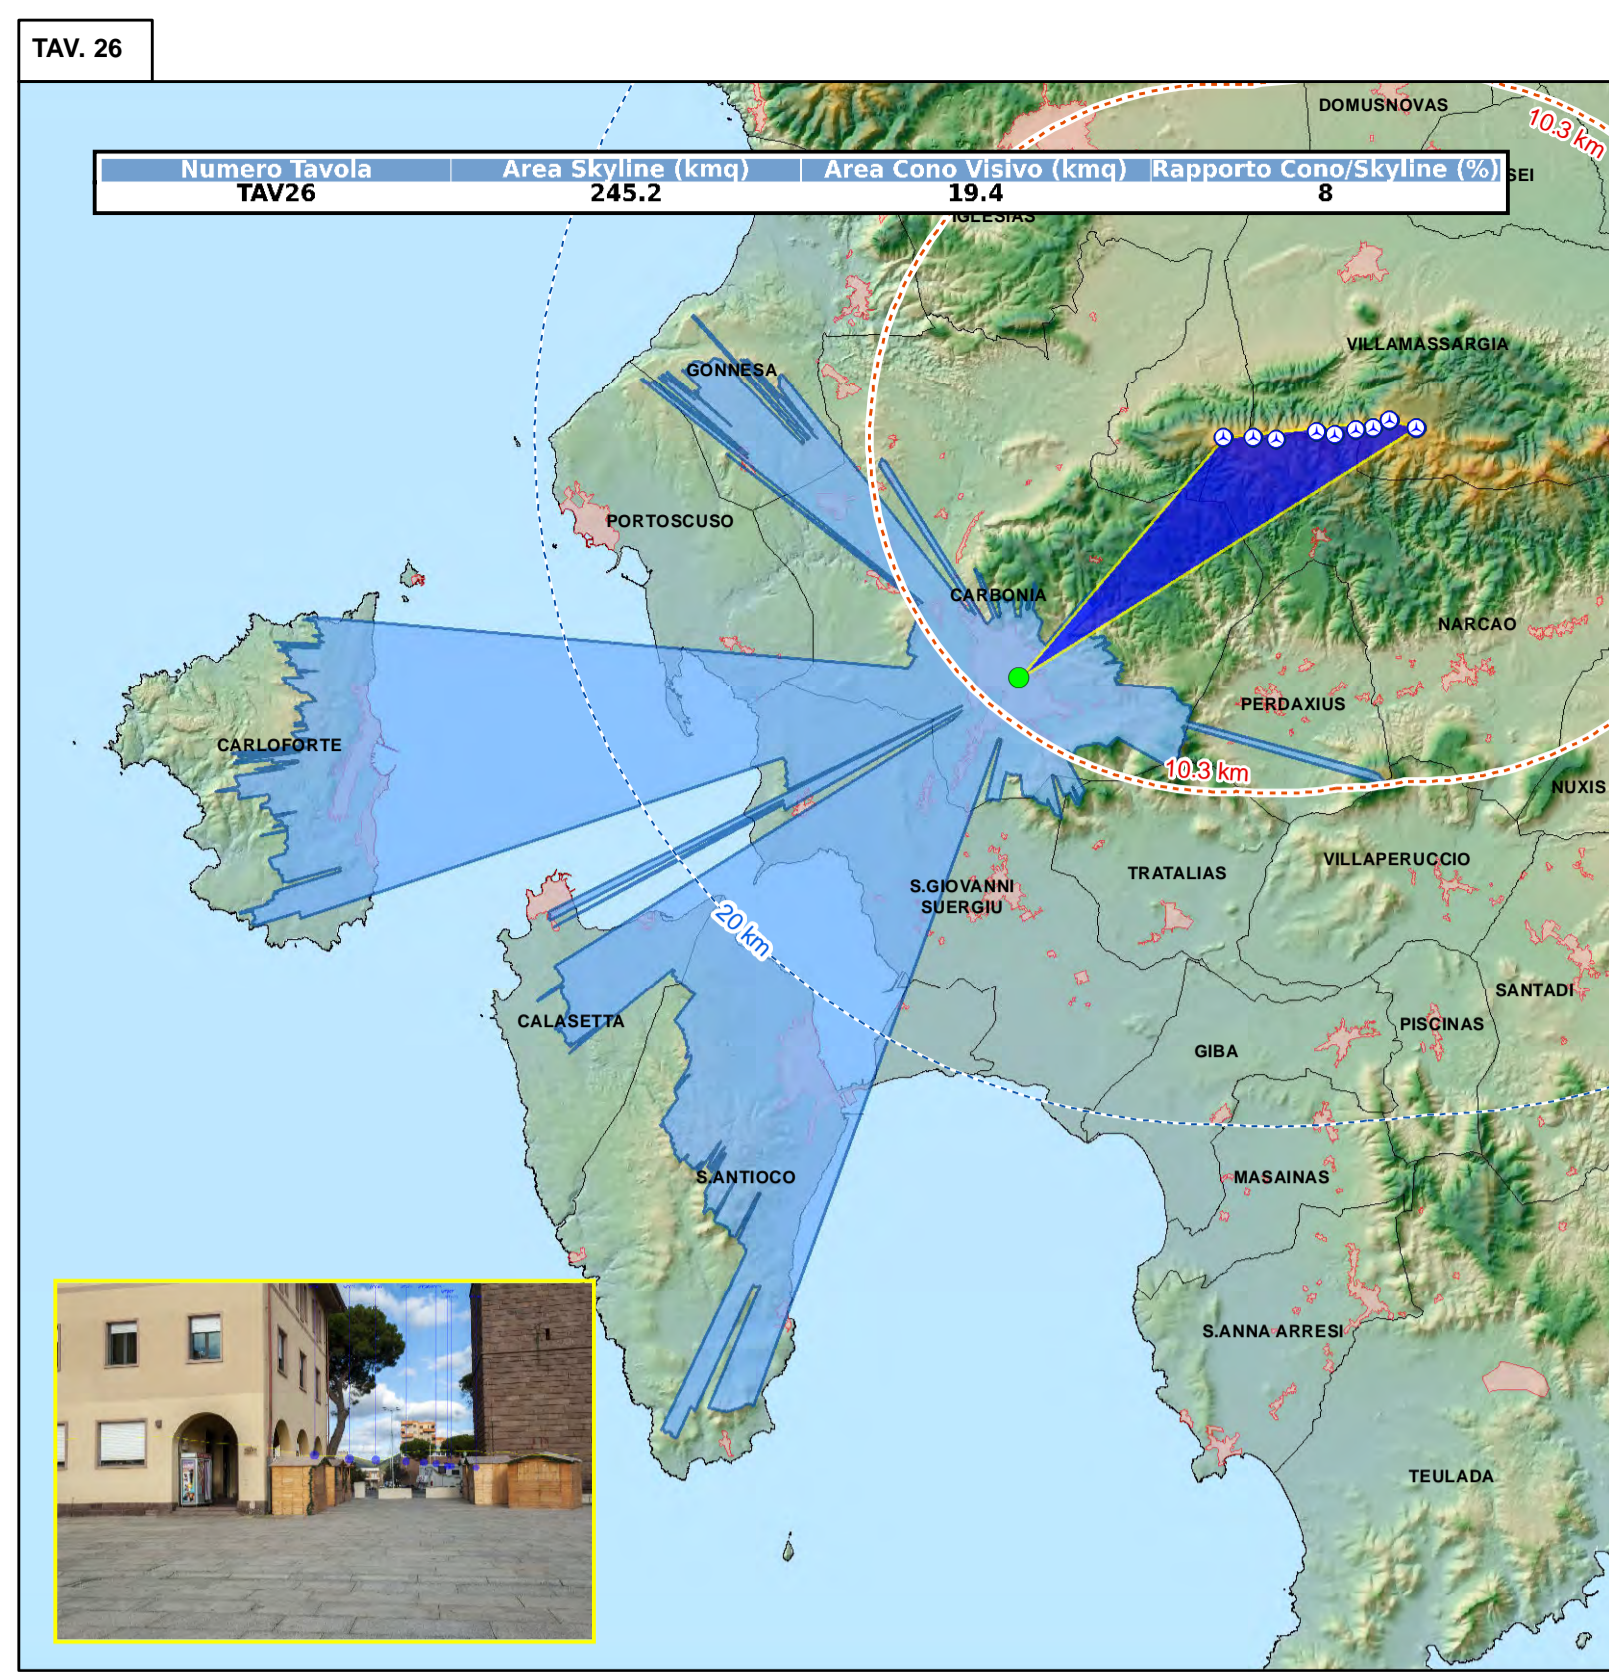 TAV. 26
DOMUSNOVAS
10.3 km
Numero Tavola Area Skyline (kmq) Area Cono Visivo (kmq) Rapporto Cono/Skyline (%)
TAV26 245.2 19.4 8
SEI
IGLESIAS
VILLAMASSARGIA
GONNESA
PORTOSCUSO
CARBONIA
NARCAO
PERDAXIUS
CARLOFORTE
10.3 km
NUXIS
VILLAPERUCCIO
TRATALIAS
S.GIOVANNI
SUERGIU
20 km
SANTADI
CALASETTA
PISCINAS
GIBA
S.ANTIOCO
MASAINAS
S.ANNA ARRESI
TEULADA